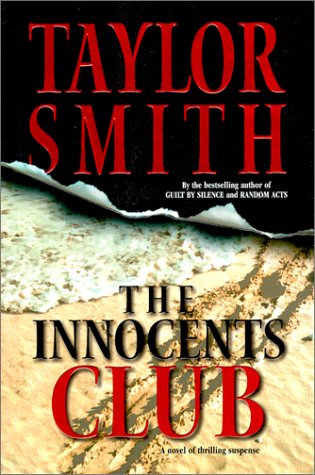 TAYLOR
SMITH
By the bestselling author of
GUILT BY SILENCE and RANDOM ACTS
THE
INNOCENTS
CLUB
A novel of thrilling suspense